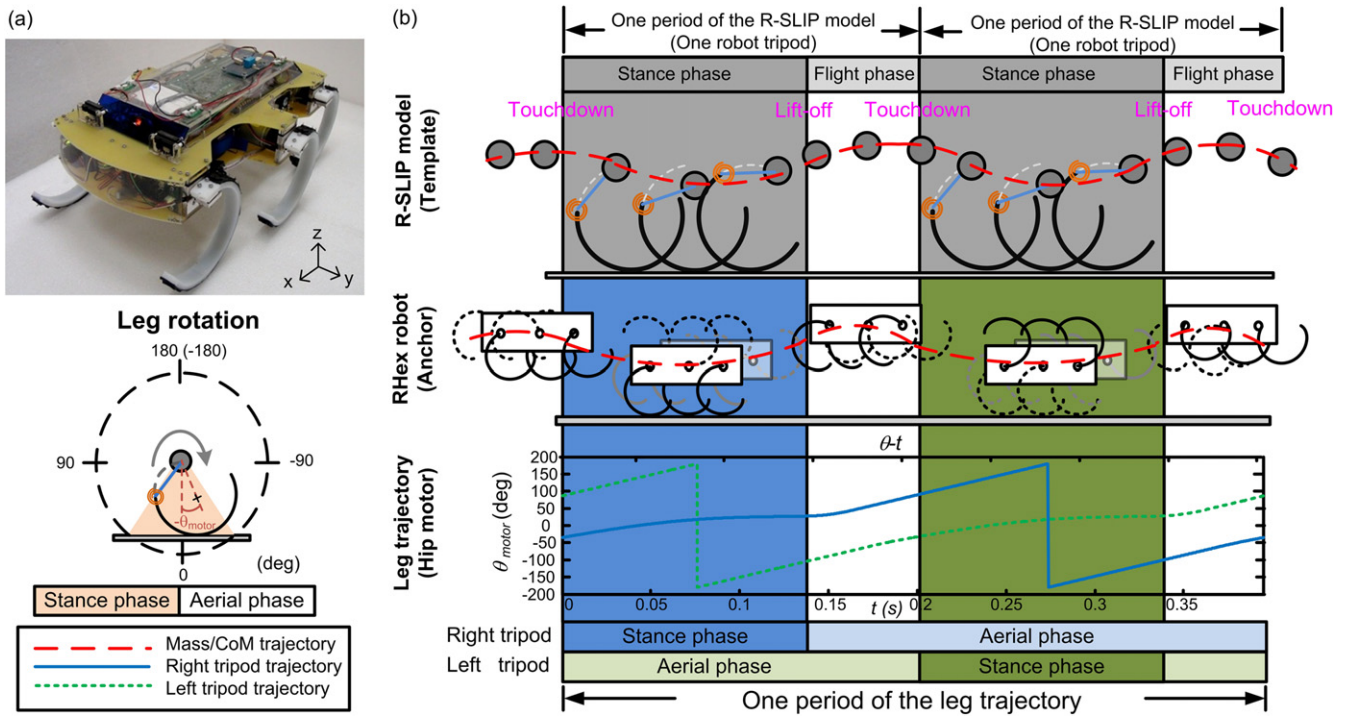 (a)
z
x
y
Leg rotation
180 (-180)
90
-90
-θmotor
0
(deg)
Stance phase
Aerial phase
Mass/CoM trajectory
Right tripod trajectory
Left tripod trajectory
(b)
One period of the R-SLIP model
(One robot tripod)
One period of the R-SLIP model
(One robot tripod)
Stance phase
Flight phase
Stance phase
Flight phase
Touchdown
Lift-off
Touchdown
Lift-off
Touchdown
R-SLIP model
(Template)
RHex robot
(Anchor)
Leg trajectory
(Hip motor)
θ-t
θmotor (deg)
200
150
100
50
0
-50
-100
-150
-200
0
0.05
0.1
0.15
t (s)
0.2
0.25
0.3
0.35
Right tripod
Stance phase
Aerial phase
Left tripod
Aerial phase
Stance phase
One period of the leg trajectory